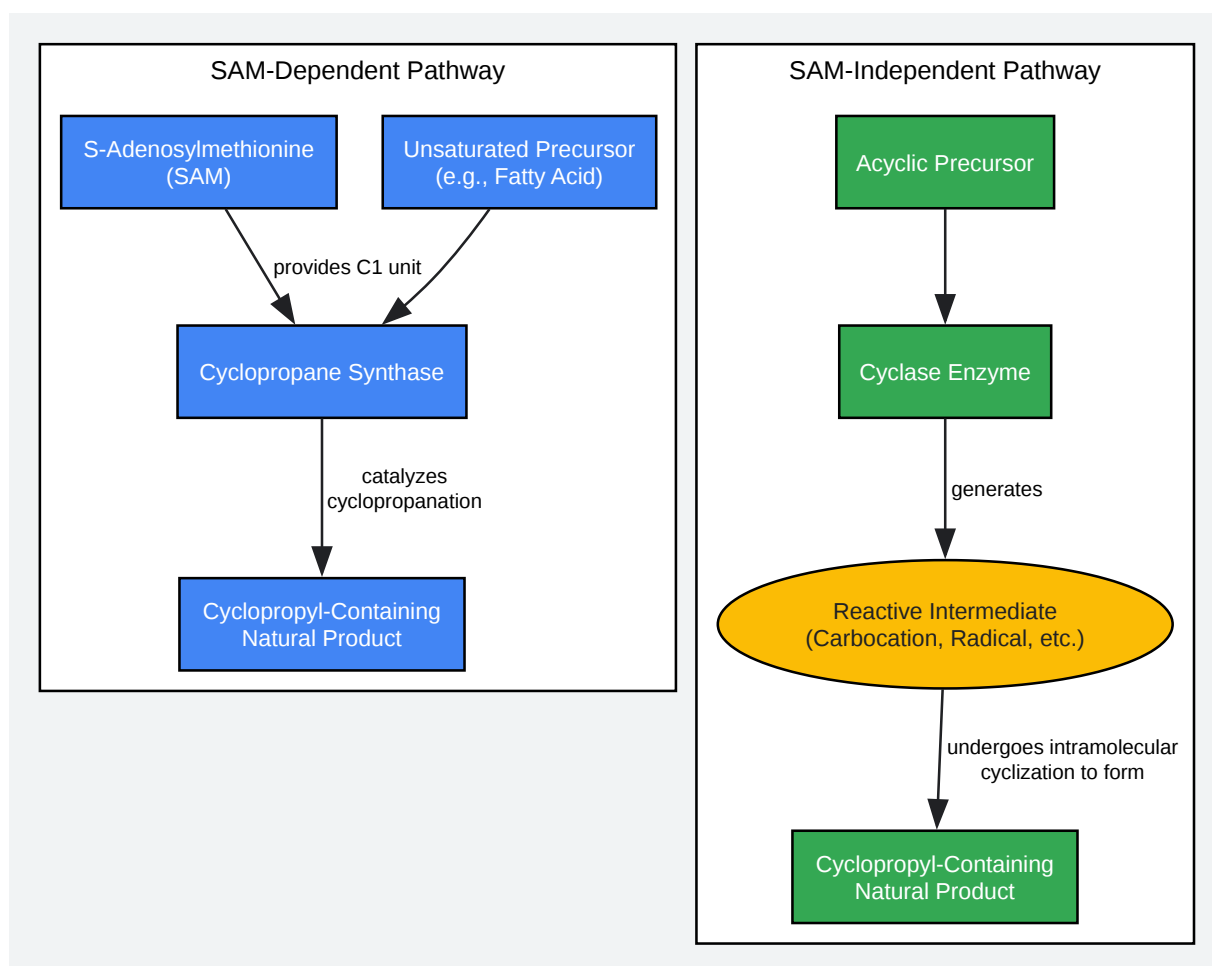 SAM-Dependent Pathway
S-Adenosylmethionine
(SAM)
Unsaturated Precursor
(e.g., Fatty Acid)
provides C1 unit
Cyclopropane Synthase
catalyzes
cyclopropanation
Cyclopropyl-Containing
Natural Product
SAM-Independent Pathway
Acyclic Precursor
Cyclase Enzyme
generates
Reactive Intermediate
(Carbocation, Radical, etc.)
undergoes intramolecular
cyclization to form
Cyclopropyl-Containing
Natural Product